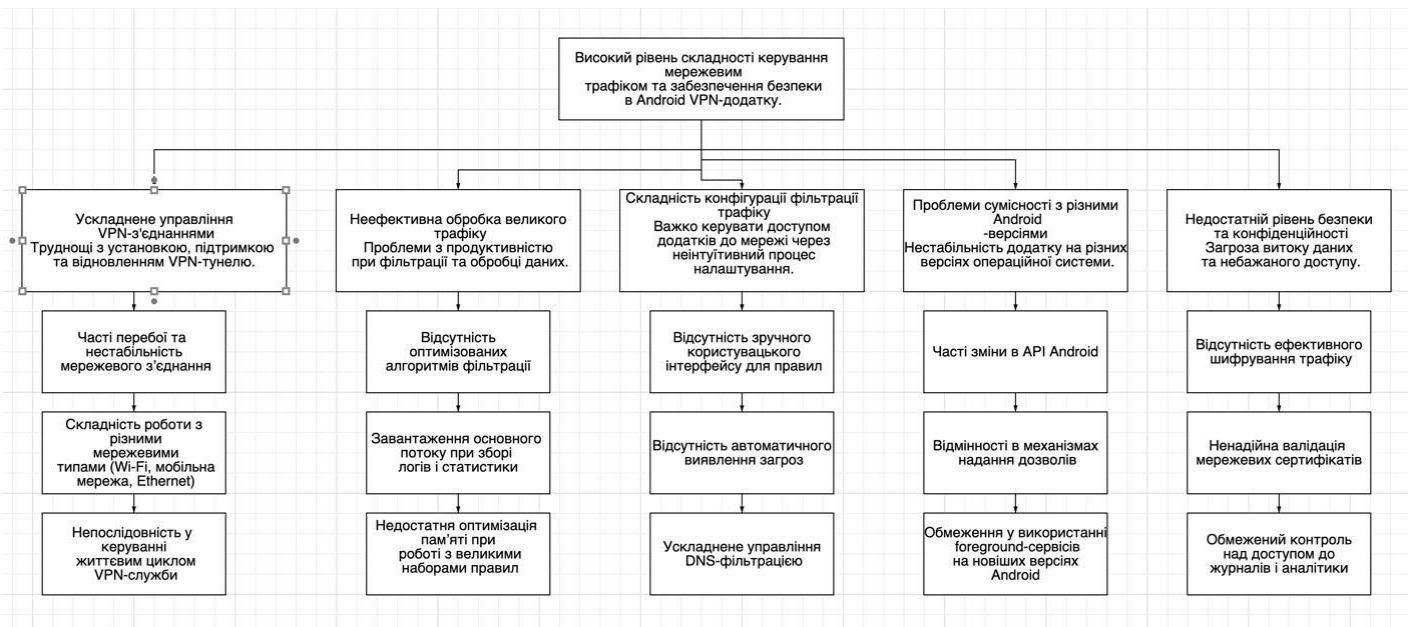 Високий рівень складності керування
мережевим
трафіком та забезпечення безпеки
в Android VPN-додатку.
Ускладнене управління
VPN-з'єднаннями
Труднощі з установкою, підтримкою
та відновленням VPN-тунелю.
Неефективна обробка великого
трафіку
Проблеми з продуктивністю
при фільтрації та обробці даних.
Складність конфігурації фільтрації
трафіку
Важко керувати доступом
додатків до мережі через
неінтуїтивний процес
налаштування.
Проблеми сумісності з різними
Android
-версіями
Нестабільність додатку на різних
версіях операційної системи.
Недостатній рівень безпеки
та конфіденційності
Загроза витоку даних
та небажаного доступу.
Часті перебої та
нестабільність
мережевого з’єднання
Відсутність
оптимізованих
алгоритмів фільтрації
Відсутність зручного
користувацького
інтерфейсу для правил
Часті зміни в API Android
Відсутність ефективного
шифрування трафіку
Складність роботи з
різними
мережевими
типами (Wi-Fi, мобільна
мережа, Ethernet)
Завантаження основного
потоку при зборі
логів і статистики
Відсутність автоматичного
виявлення загроз
Відмінності в механізмах
надання дозволів
Ненадійна валідація
мережевих сертифікатів
Непослідовність у
керуванні
життєвим циклом
VPN-служби
Недостатня оптимізація
пам’яті при
роботі з великими
наборами правил
Ускладнене управління
DNS-фільтрацією
Обмеження у використанні
foreground-сервісів
на новіших версіях
Android
Обмежений контроль
над доступом до
журналів і аналітики